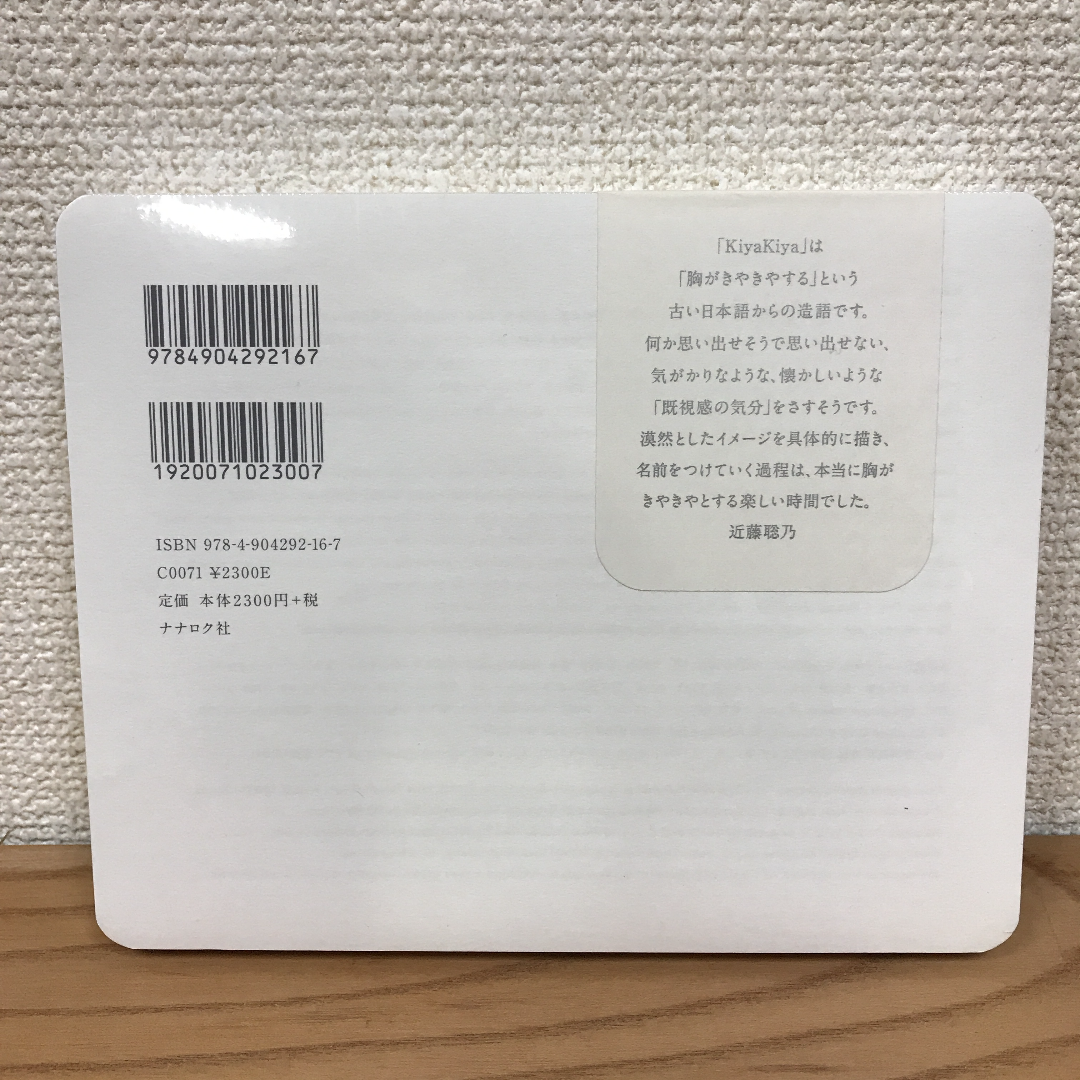 9784904292167
1920071023007
ISBN 978-4-904292-16-7
C0071 ¥2300E
定価 本体2300円+税
ナナロク社
「KiyaKiya」は
「胸がきやきやする」という
古い日本語からの造語です。
何か思い出せそうで思い出せない、
気がかりなような、懐かしいような
「既視感の気分」をさすそうです。
漠然としたイメージを具体的に描き、
名前をつけていく過程は、本当に胸が
きやきやとする楽しい時間でした。
近藤聡乃